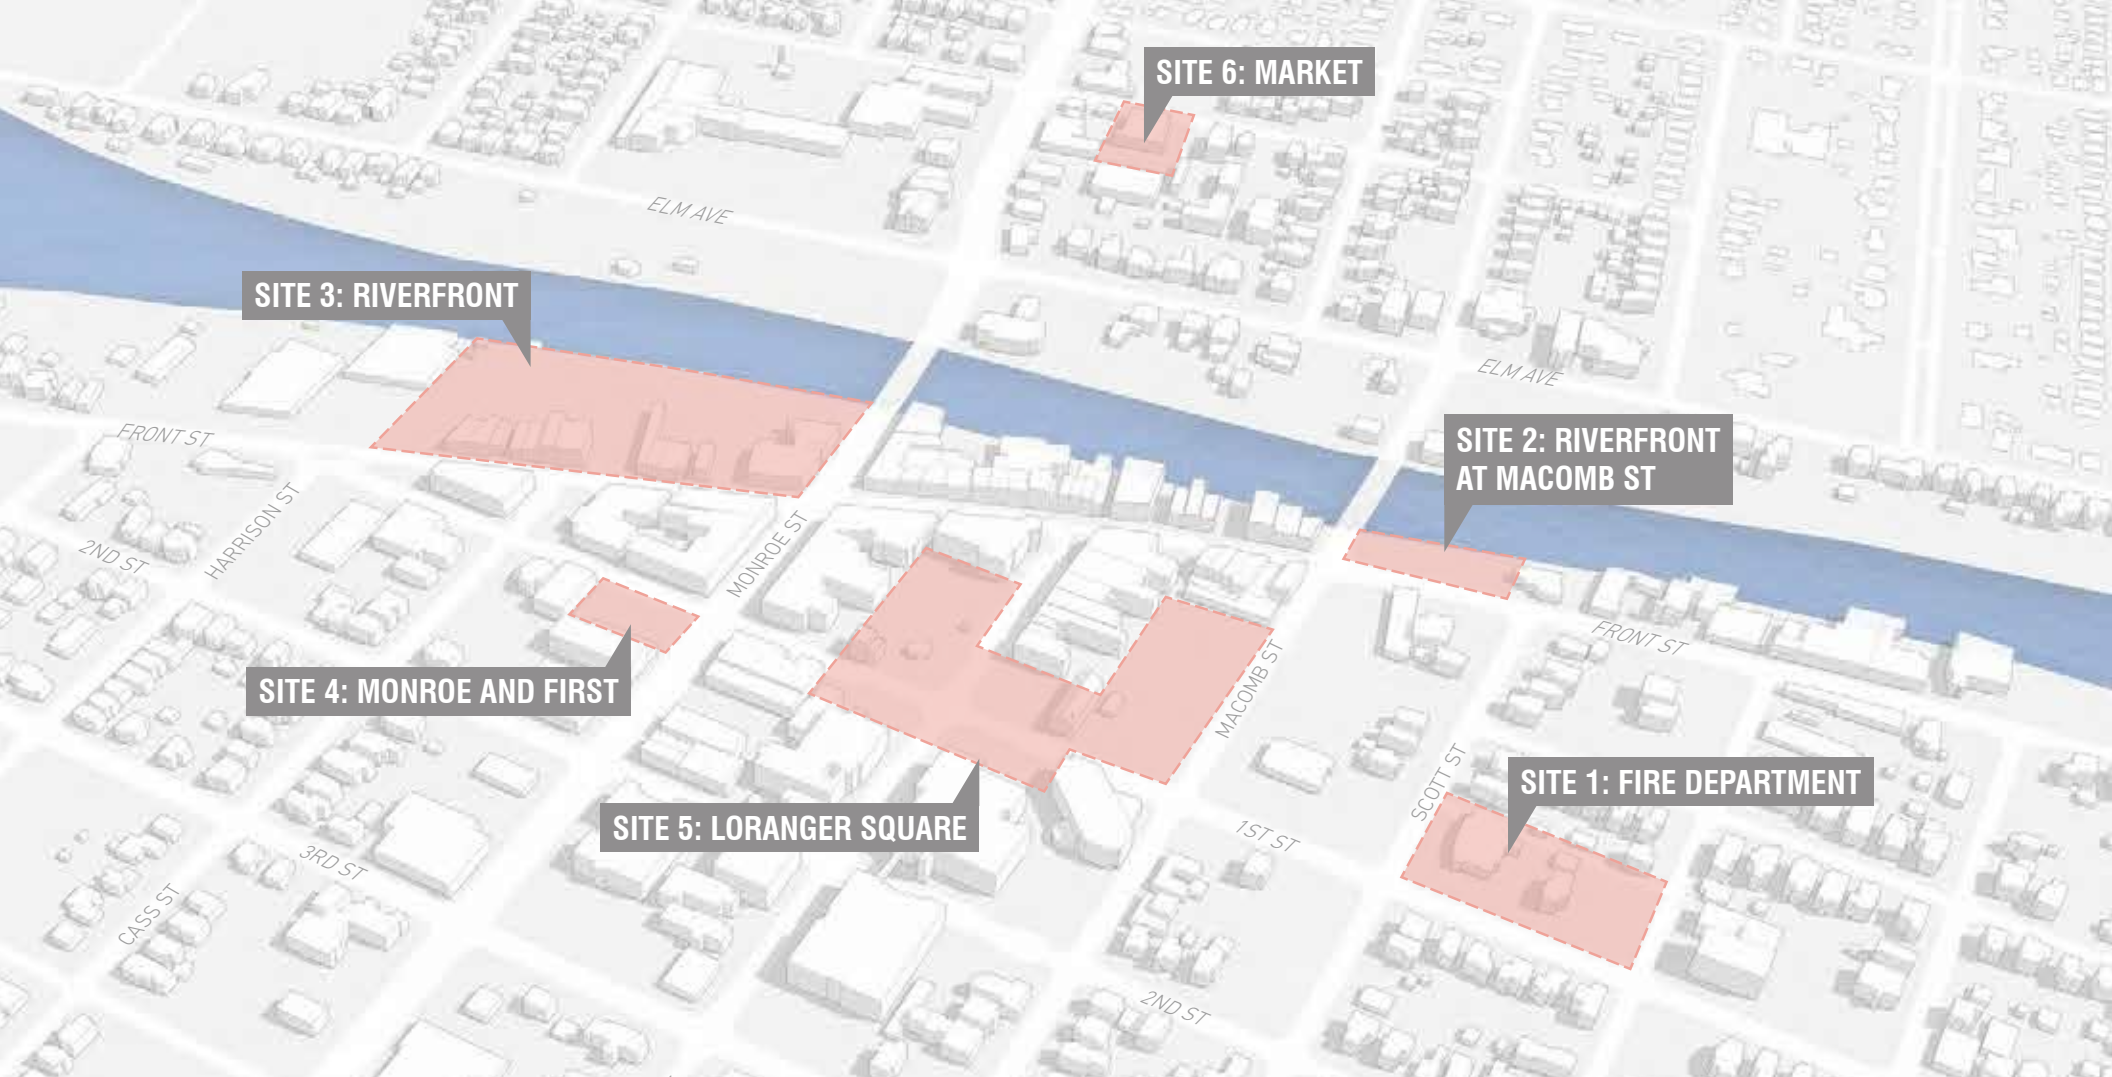 SITE 6: MARKET
ELM AVE
SITE 3: RIVERFRONT
ELM AVE
SITE 2: RIVERFRONT
AT MACOMB ST
FRONT ST
HARRISON ST
2ND ST
MONROE ST
FRONT ST
SITE 4: MONROE AND FIRST
MACOMB ST
SCOTT ST
SITE 1: FIRE DEPARTMENT
SITE 5: LORANGER SQUARE
1ST ST
3RD ST
CASS ST
2ND ST